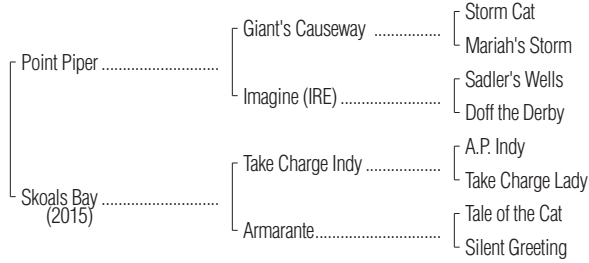 Storm Cat
Giant's Causeway ................
Mariah's Storm
Point Piper ............................
Sadler's Wells
Imagine (IRE) ........................
Doff the Derby
A.P. Indy
Take Charge Indy ..................
Take Charge Lady
Skoals Bay ............................
(2015)
Tale of the Cat
Armarante..............................
Silent Greeting